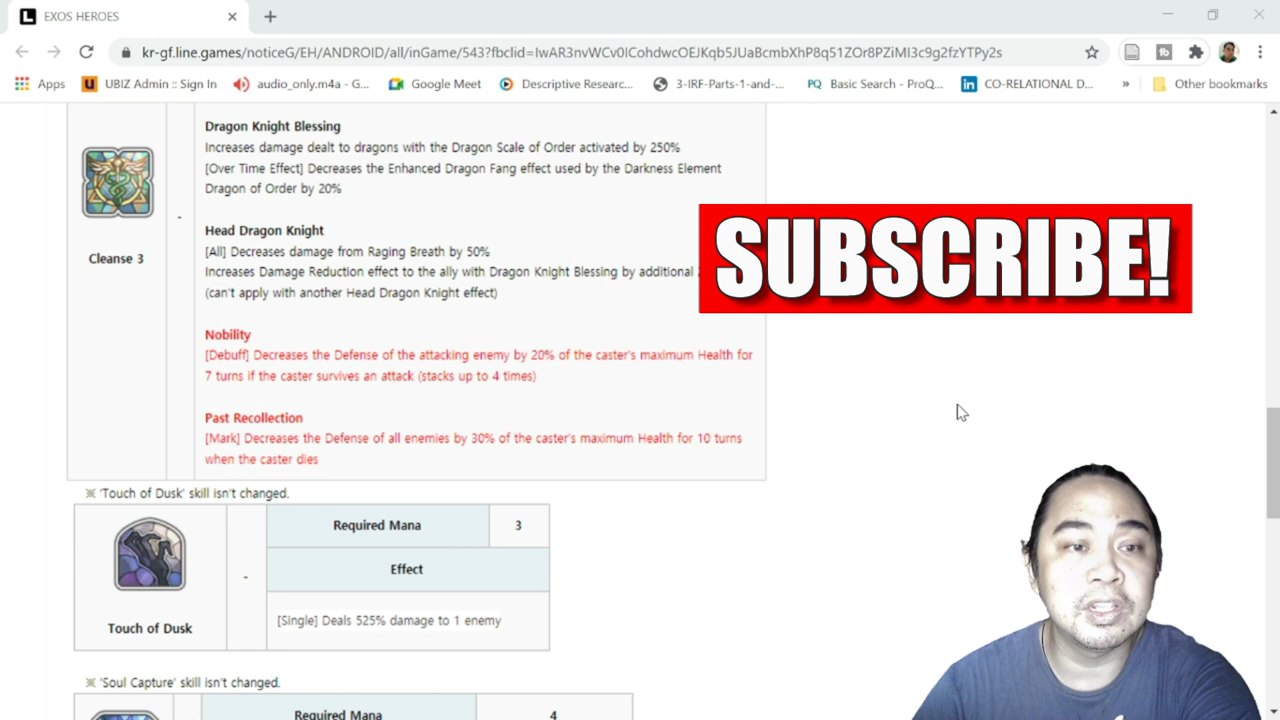 EXOS HEROES
kr-gf.line.games/noticeG/EH/ANDROID/all/inGame/543?fbclid=IwAR3nvWCv0ICohdwcOEJKqb5JUaBcmbXhP8q51ZOr8PZiMI3c9g2fzYTPy2s
Apps UBIZ Admin :: Sign In audio_only.m4a - G... Google Meet Descriptive Researc... 3-IRF-Parts-1-and-... PQ Basic Search - ProQ... CO-RELATIONAL D... » Other bookmarks
Dragon Knight Blessing
Increases damage dealt to dragons with the Dragon Scale of Order activated by 250%
[Over Time Effect] Decreases the Enhanced Dragon Fang effect used by the Darkness Element
Dragon of Order by 20%
Head Dragon Knight
[All] Decreases damage from Raging Breath by 50%
Increases Damage Reduction effect to the ally with Dragon Knight Blessing by additional
(can't apply with another Head Dragon Knight effect)
Cleanse 3
-
SUBSCRIBE!
Nobility
[Debuff] Decreases the Defense of the attacking enemy by 20% of the caster's maximum Health for
7 turns if the caster survives an attack (stacks up to 4 times)
Past Recollection
[Mark] Decreases the Defense of all enemies by 30% of the caster's maximum Health for 10 turns
when the caster dies
※ 'Touch of Dusk' skill isn't changed.
Required Mana 3
Effect
-
[Single] Deals 525% damage to 1 enemy
Touch of Dusk
※ 'Soul Capture' skill isn't changed.
Required Mana 4